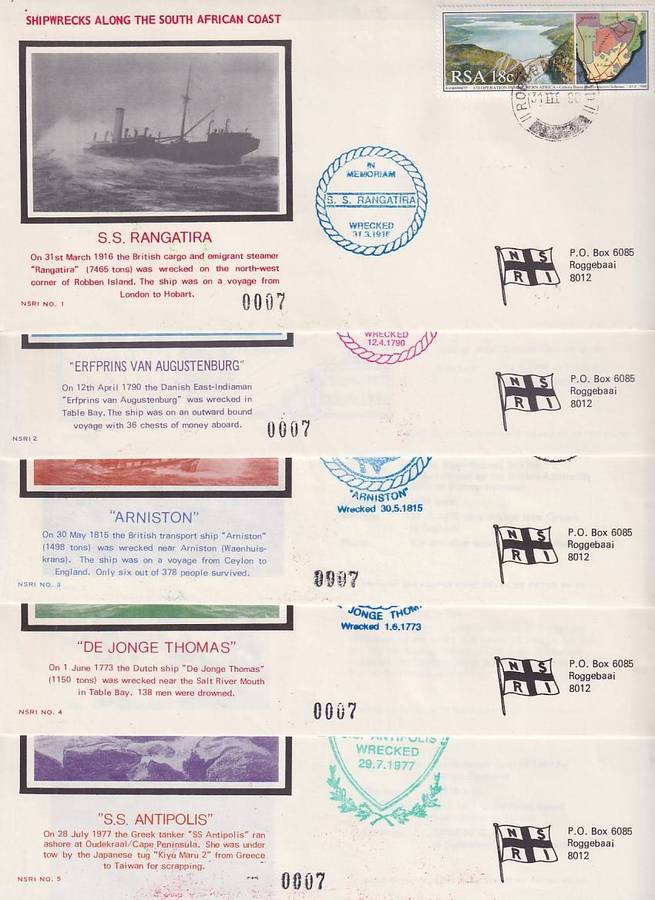 SHIPWRECKS ALONG THE SOUTH AFRICAN COAST
RSA 18c
31 III 90
IN
MEMORIAM
S. S. RANGATIRA
WRECKED
31.3.1916
S.S. RANGATIRA
On 31st March 1916 the British cargo and emigrant steamer
"Rangatira" (7465 tons) was wrecked on the north-west
corner of Robben Island. The ship was on a voyage from
London to Hobart.
NSRI NO. 1
0007
N S
R I
P.O. Box 6085
Roggebaai
8012
WRECKED
12.4.1790
"ERFPRINS VAN AUGUSTENBURG"
On 12th April 1790 the Danish East-Indiaman
"Erfprins van Augustenburg" was wrecked in
Table Bay. The ship was on an outward bound
voyage with 36 chests of money aboard.
NSRI 2
0007
N S
R I
P.O. Box 6085
Roggebaai
8012
"ARNISTON"
Wrecked 30.5.1815
"ARNISTON"
On 30 May 1815 the British transport ship "Arniston"
(1498 tons) was wrecked near Arniston (Waenhuis-
krans). The ship was on a voyage from Ceylon to
England. Only six out of 378 people survived.
NSRI NO. 3
0007
N S
R I
P.O. Box 6085
Roggebaai
8012
JONGE THOM
Wrecked 1.6.1773
"DE JONGE THOMAS"
On 1 June 1773 the Dutch ship "De Jonge Thomas"
(1150 tons) was wrecked near the Salt River Mouth
in Table Bay. 138 men were drowned.
NSRI NO. 4
0007
N S
R I
P.O. Box 6085
Roggebaai
8012
S.S. ANTIPOLIS
WRECKED
29.7.1977
"S.S. ANTIPOLIS"
On 28 July 1977 the Greek tanker "SS Antipolis" ran
ashore at Oudekraal/Cape Peninsula. She was under
tow by the Japanese tug "Kiyo Maru 2" from Greece
to Taiwan for scrapping.
NSRI NO. 5
0007
N S
R I
P.O. Box 6085
Roggebaai
8012